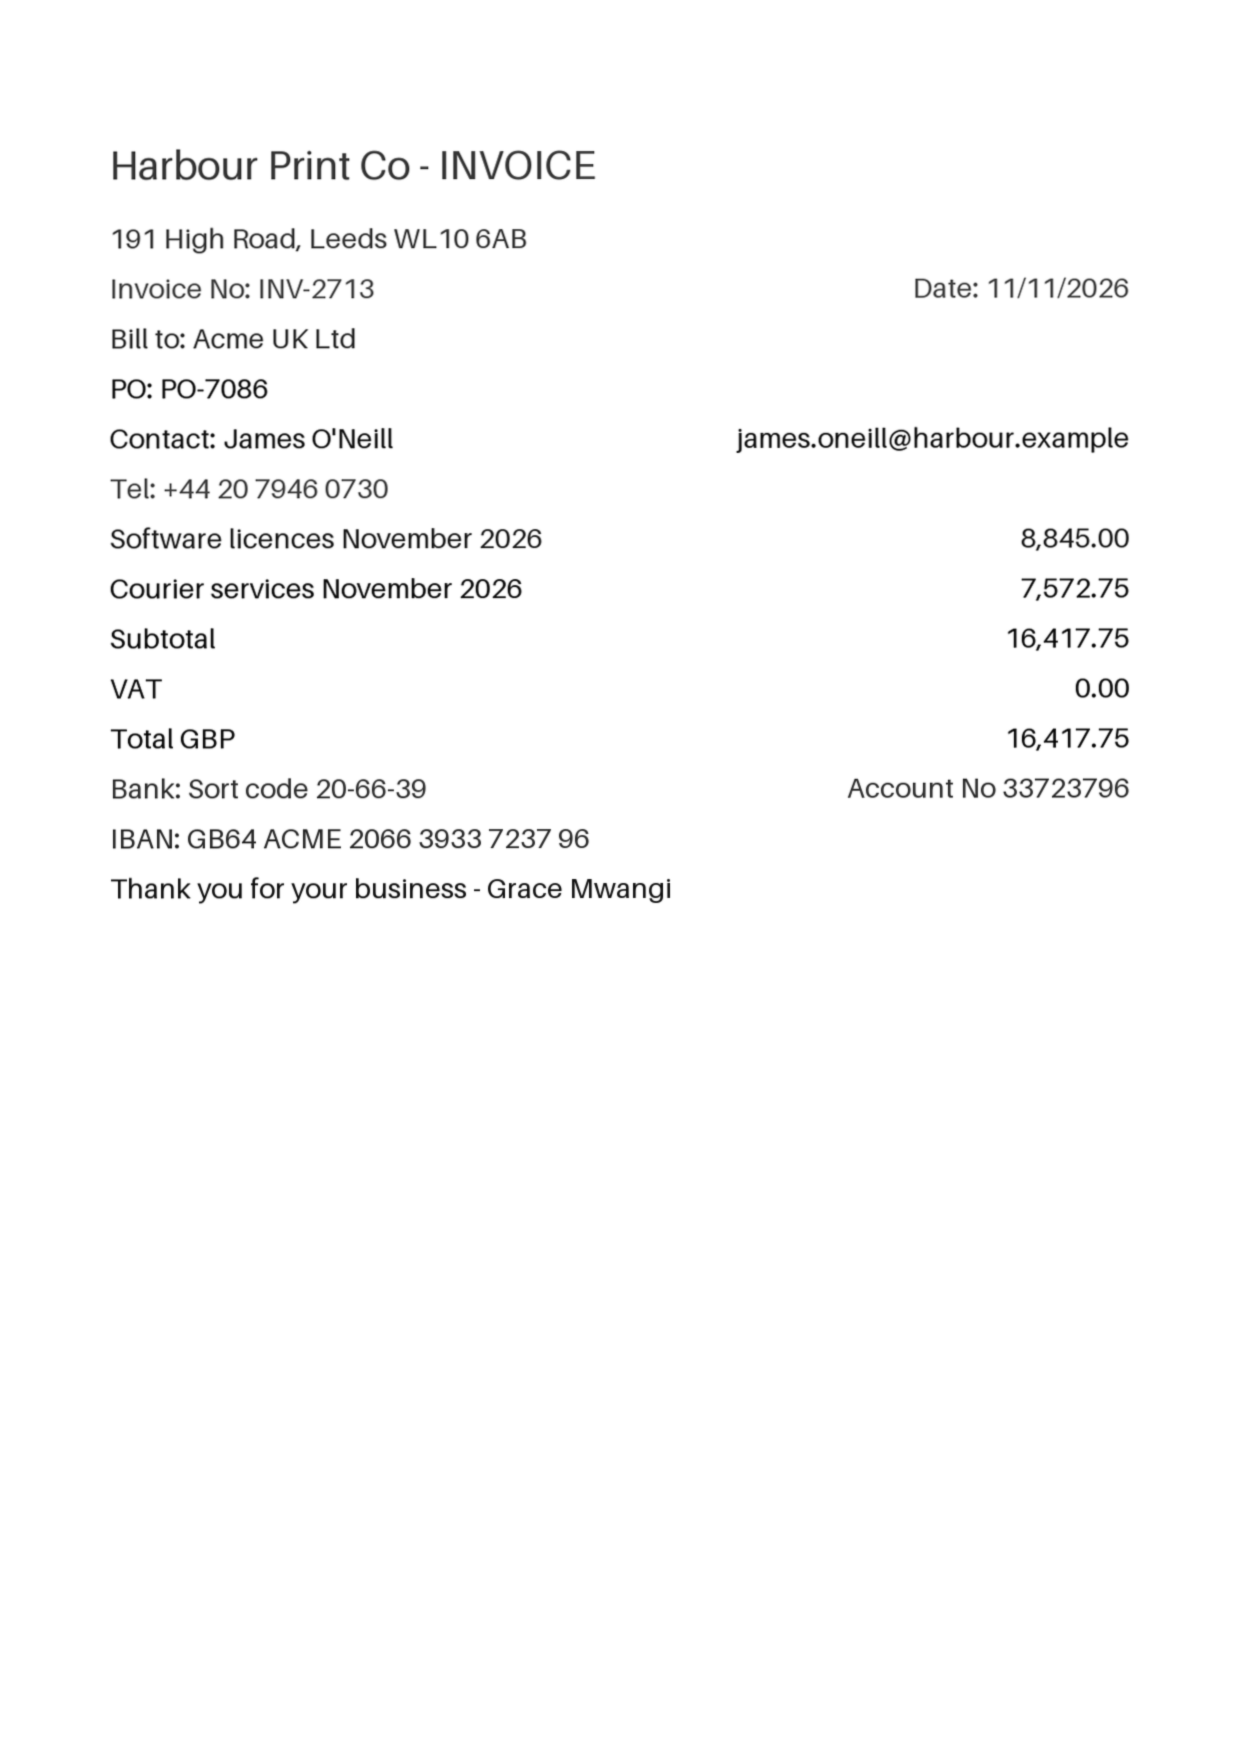 Harbour Print Co - INVOICE
191 High Road, Leeds WL10 6AB
Invoice No: INV-2713 Date: 11/11/2026
Bill to: Acme UK Ltd
PO: PO-7086
Contact: James O'Neill james.oneill@harbour.example
Tel: +44 20 7946 0730
Software licences November 2026 8,845.00
Courier services November 2026 7,572.75
Subtotal 16,417.75
VAT 0.00
Total GBP 16,417.75
Bank: Sort code 20-66-39 Account No 33723796
IBAN: GB64 ACME 2066 3933 7237 96
Thank you for your business - Grace Mwangi